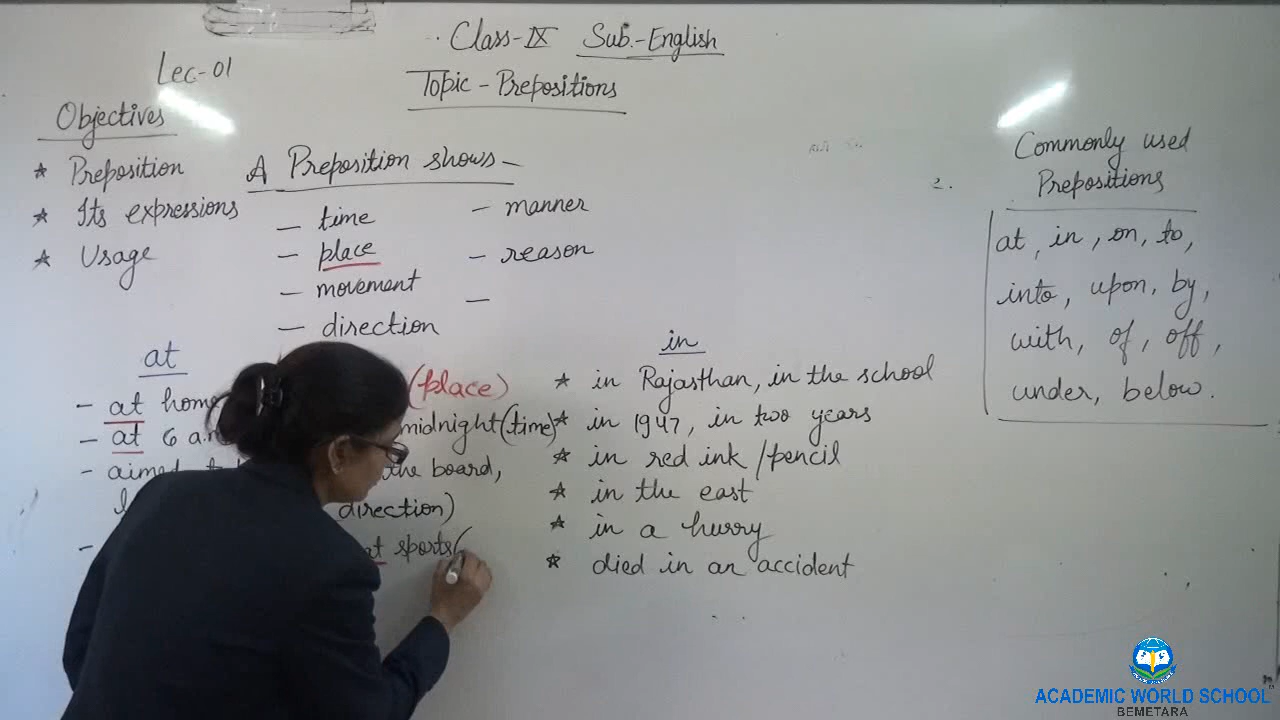 Class-IX Sub.-English
Lec-01
Topic - Prepositions
Objectives
* Preposition
* Its expressions
* Usage
A Preposition shows -
- time
- place
- movement
- direction
- manner
- reason
-
2.
Commonly used
Prepositions
at, in, on, to,
into, upon, by,
with, of, off,
under, below.
at
- at home (place)
- at 6 a.m midnight (time)
- aimed the board,
direction)
- at sports (
in
* in Rajasthan, in the school
* in 1947, in two years
* in red ink / pencil
* in the east
* in a hurry
* died in an accident
ACADEMIC WORLD SCHOOL
BEMETARA